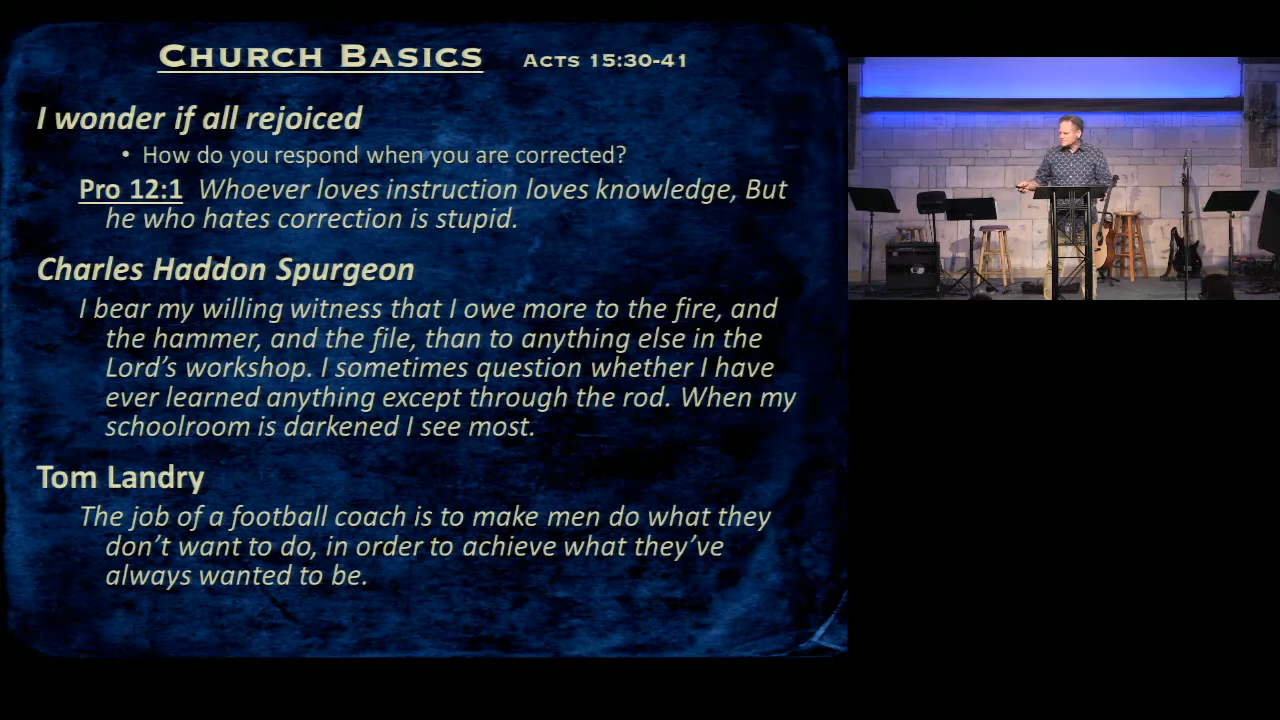 CHURCH BASICS ACTS 15:30-41
I wonder if all rejoiced
• How do you respond when you are corrected?
Pro 12:1 Whoever loves instruction loves knowledge, But
he who hates correction is stupid.
Charles Haddon Spurgeon
I bear my willing witness that I owe more to the fire, and
the hammer, and the file, than to anything else in the
Lord's workshop. I sometimes question whether I have
ever learned anything except through the rod. When my
schoolroom is darkened I see most.
Tom Landry
The job of a football coach is to make men do what they
don't want to do, in order to achieve what they've
always wanted to be.